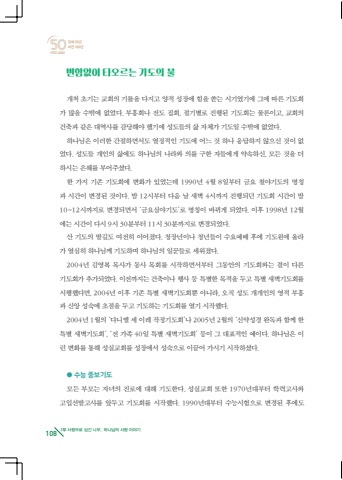 변함없이 타오르는 기도의 불
개척 초기는 교회의 기틀을 다지고 양적 성장에 힘을 쏟는 시기였기에 그에 따른 기도회
가 많을 수밖에 없었다. 부흥회나 전도 집회, 절기별로 진행된 기도회는 물론이고, 교회의
건축과 같은 대역사를 감당해야 했기에 성도들의 삶 자체가 기도일 수밖에 없었다.
하나님은 이러한 간절하면서도 열정적인 기도에 어느 것 하나 응답하지 않으신 것이 없
었다. 성도들 개인의 삶에도 하나님의 나라와 의를 구한 자들에게 약속하신, 모든 것을 더
하시는 은혜를 부어주셨다.
한 가지 기존 기도회에 변화가 있었는데 1990년 4월 8일부터 금요 철야기도의 명칭
과 시간이 변경된 것이다. 밤 12시부터 다음 날 새벽 4시까지 진행되던 기도회 시간이 밤
10~12시까지로 변경되면서 '금요심야기도'로 명칭이 바뀌게 되었다. 이후 1998년 12월
에는 시간이 다시 9시 30분부터 11시 30분까지로 변경되었다.
산 기도의 발길도 여전히 이어졌다. 청장년이나 청년들이 수요예배 후에 기도원에 올라
가 열심히 하나님께 기도하며 하나님의 일꾼들로 세워졌다.
2004년 김영복 목사가 동사 목회를 시작하면서부터 그동안의 기도회와는 결이 다른
기도회가 추가되었다. 이전까지는 건축이나 행사 등 특별한 목적을 두고 특별 새벽기도회를
시행했다면, 2004년 이후 기존 특별 새벽기도회뿐 아니라, 오직 성도 개개인의 영적 부흥
과 신앙 성숙에 초점을 두고 기도하는 기도회를 열기 시작했다.
2004년 1월의 '다니엘 세 이레 작정기도회'나 2005년 2월의 '신약성경 완독과 함께 한
특별 새벽기도회', '전 가족 40일 특별 새벽기도회' 등이 그 대표적인 예이다. 하나님은 이
런 변화를 통해 성실교회를 성장에서 성숙으로 이끌어 가시기 시작하셨다.
● 수능 중보기도
모든 부모는 자녀의 진로에 대해 기도한다. 성실교회 또한 1970년대부터 학력고사와
고입선발고사를 앞두고 기도회를 시작했다. 1990년대부터 수능시험으로 변경된 후에도
108
1부 사랑으로 심긴 나무, 하나님의 사랑 이야기